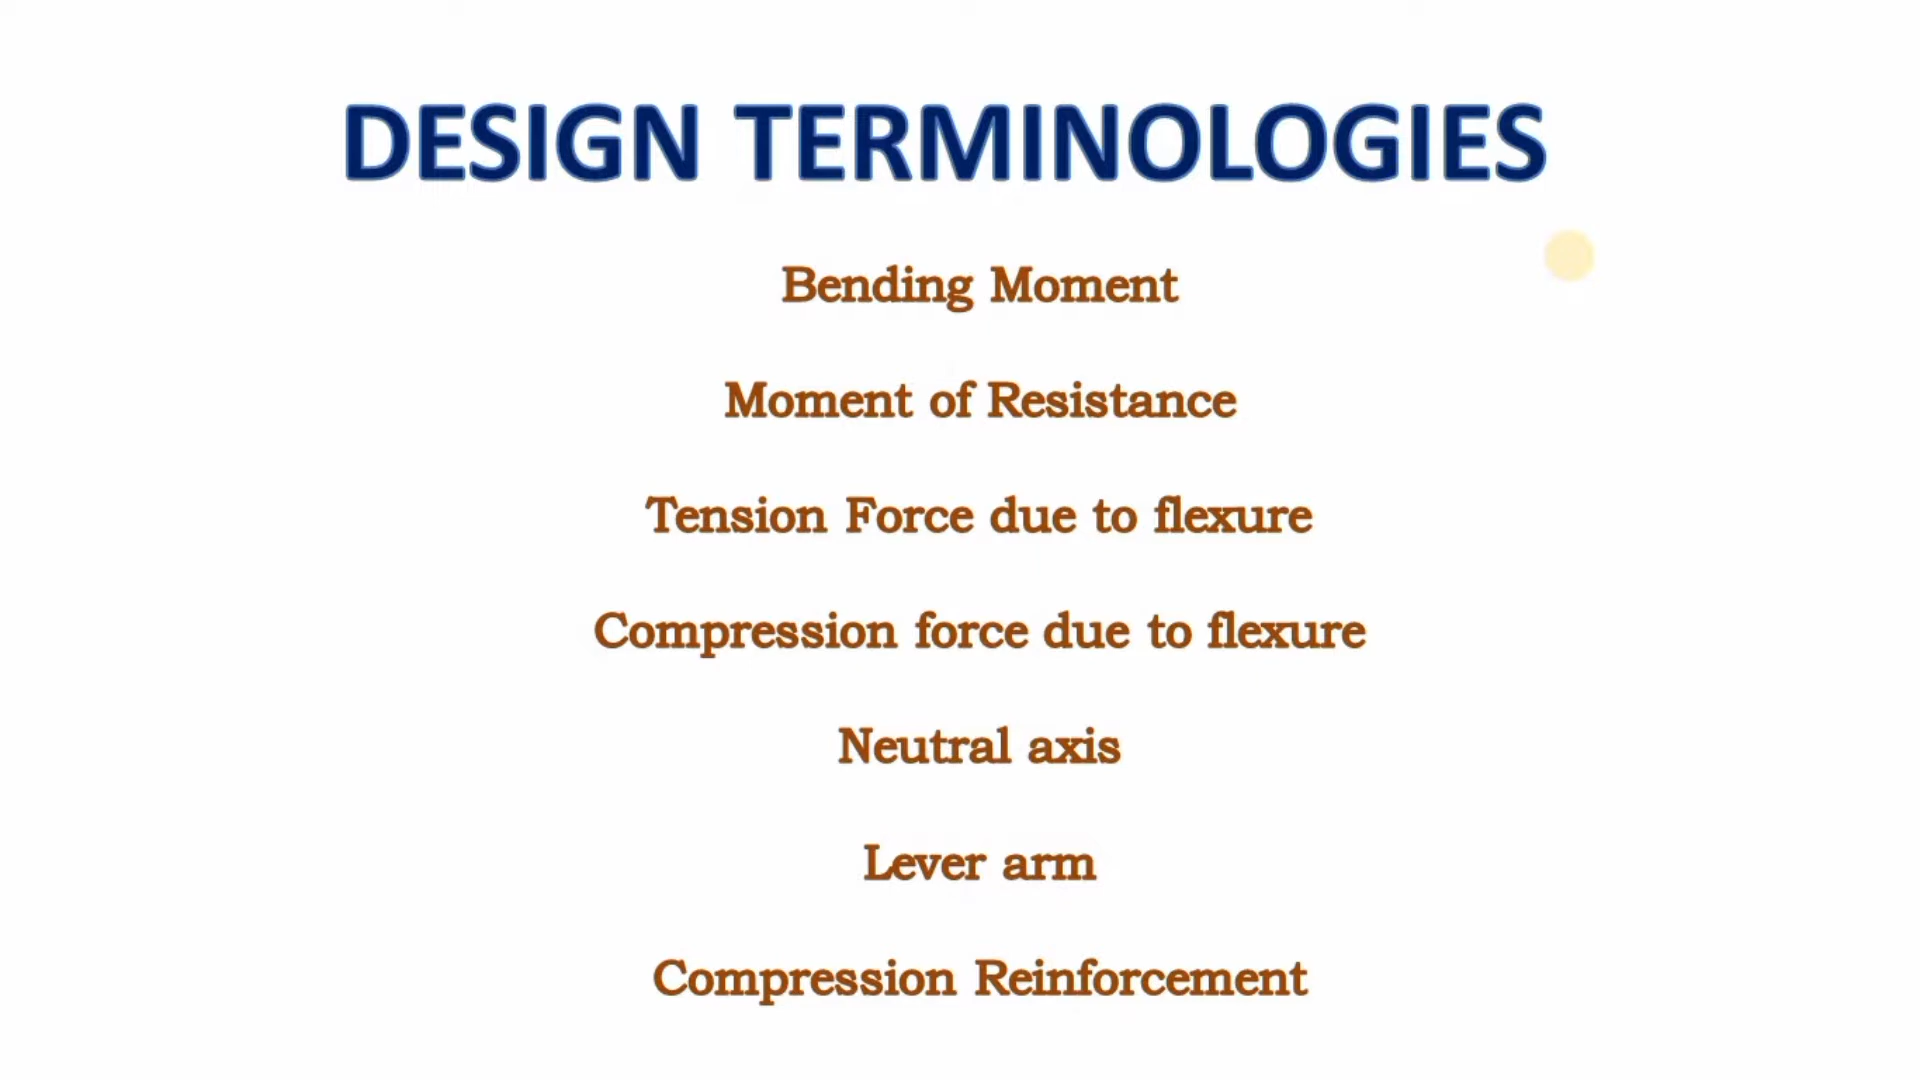 DESIGN TERMINOLOGIES
Bending Moment
Moment of Resistance
Tension Force due to flexure
Compression force due to flexure
Neutral axis
Lever arm
Compression Reinforcement